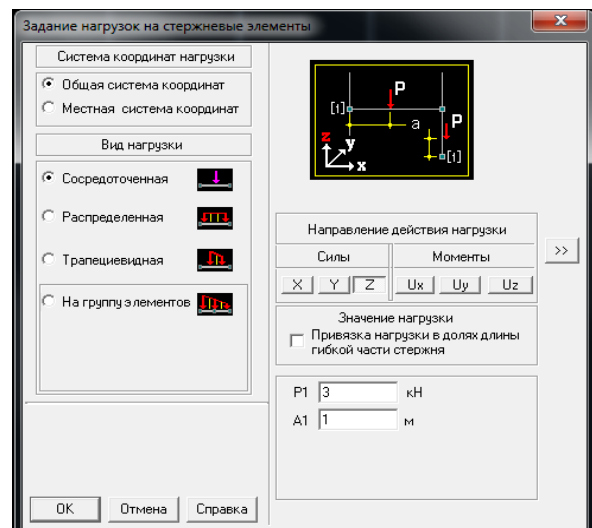 Задание нагрузок на стержневые элементы
x
Система координат нагрузки
Общая система координат
Местная система координат
Вид нагрузки
Сосредоточенная
Распределенная
Трапециевидная
На группу элементов
P
[1]
a
P
z
y
x
[1]
Направление действия нагрузки
Силы
Моменты
X
Y
Z
Ux
Uy
Uz
>>
Значение нагрузки
Привязка нагрузки в долях длины
гибкой части стержня
P1
3
кН
A1
1
м
OK
Отмена
Справка